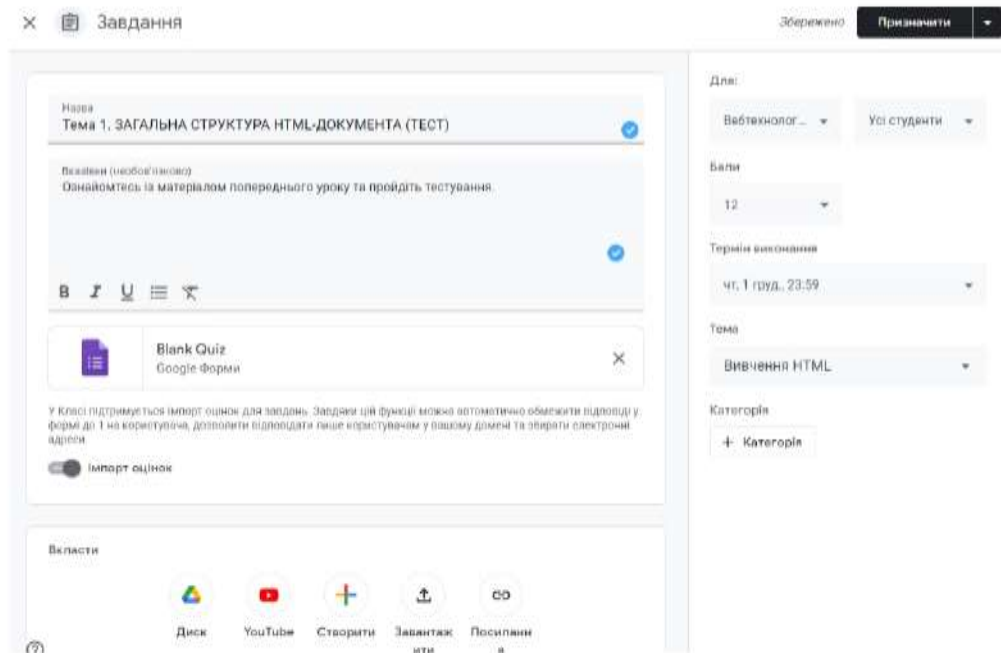 Завдання
Збережено
Призначити
Назва
Тема 1. ЗАГАЛЬНА СТРУКТУРА HTML-ДОКУМЕНТА (ТЕСТ)
Вказівки (необов'язково)
Ознайомтесь із матеріалом попереднього уроку та пройдіть тестування.
B I U
Blank Quiz
Google Форми
У Класі підтримується імпорт оцінок для завдань. Завдяки цій функції можна автоматично обмежити відповіді у
формі до 1 на користувача, дозволити відповідати лише користувачам у вашому домені та збирати електронні
адреси.
Імпорт оцінок
Вкласти
Диск
YouTube
Створити
Завантаж
ити
Посиланн
я
Для:
Вебтехнолог...
Усі студенти
Бали
12
Термін виконання
чт, 1 груд., 23:59
Тема
Вивчення HTML
Категорія
+ Категорія